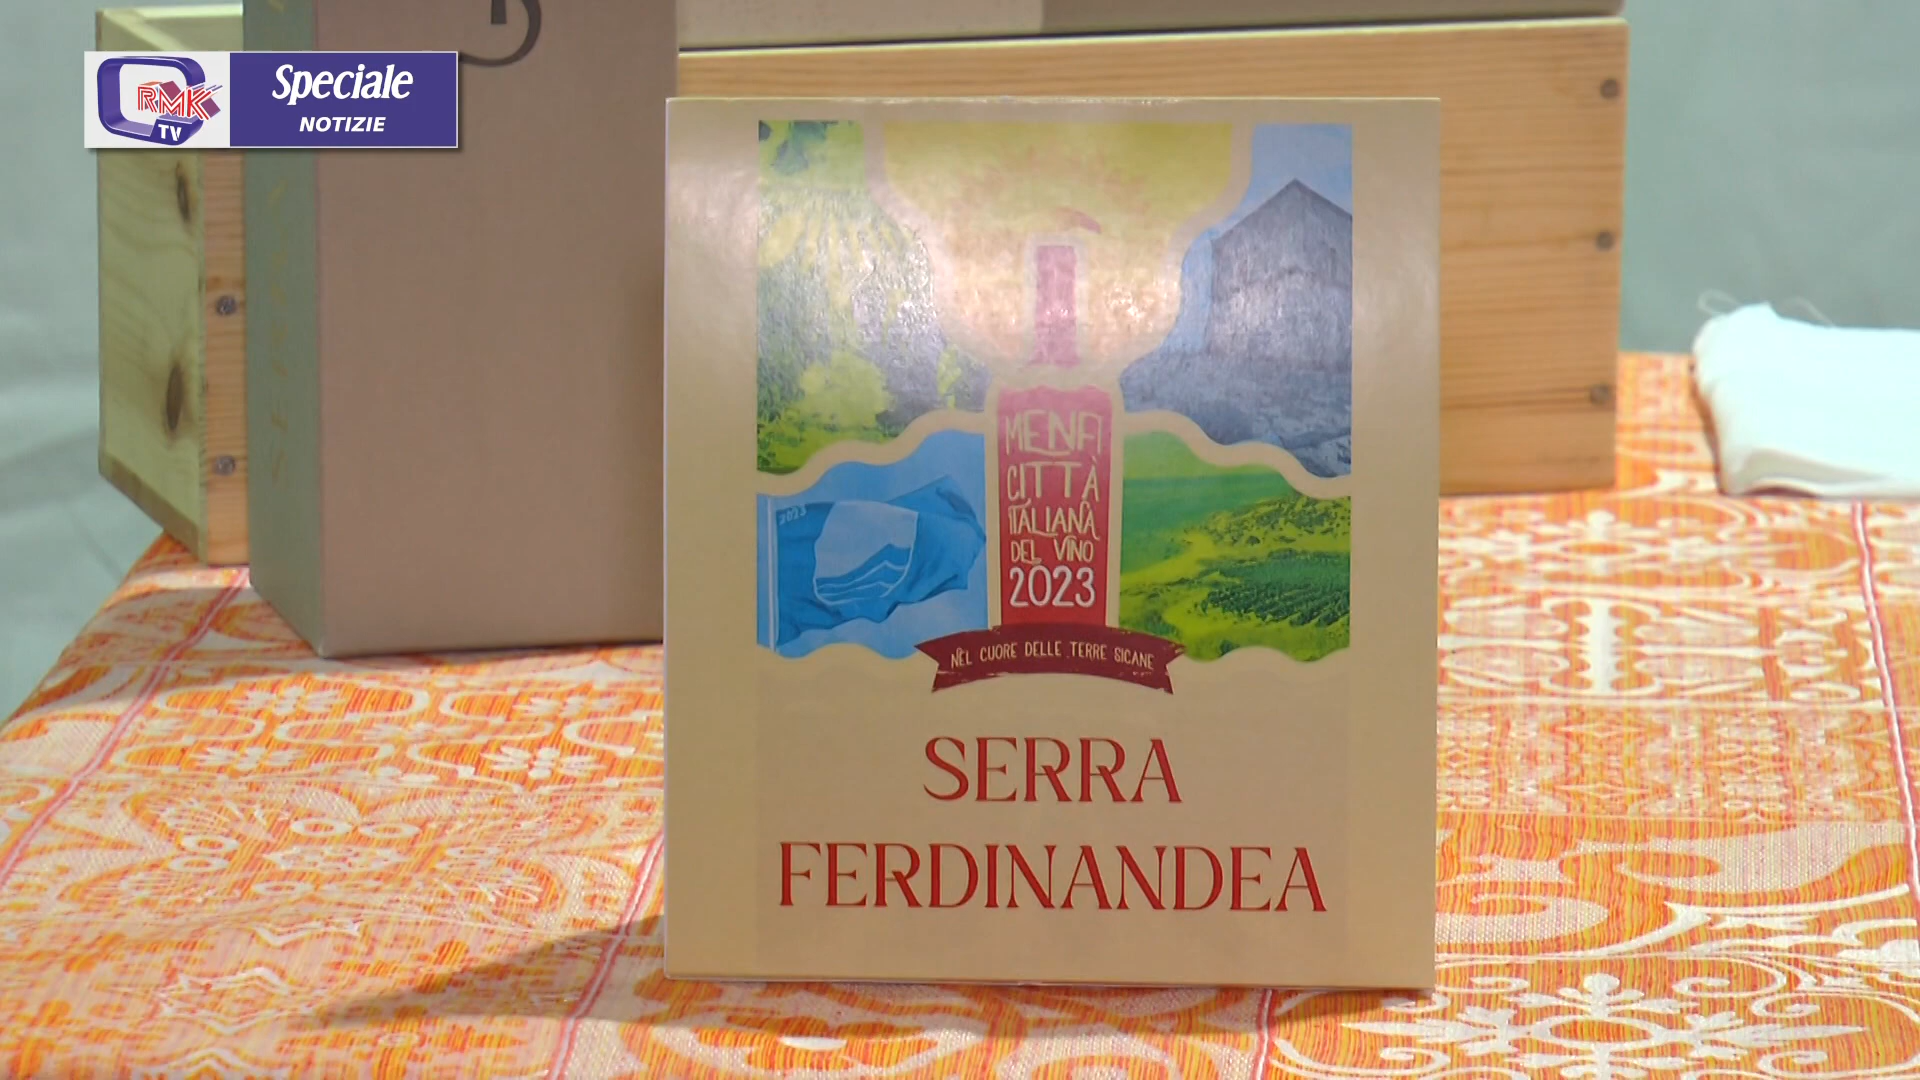 RMK
TV
Speciale
NOTIZIE
MENFI
CITTÀ
ITALIANA
DEL VINO
2023
2023
NEL CUORE DELLE TERRE SICANE
SERRA
FERDINANDEA